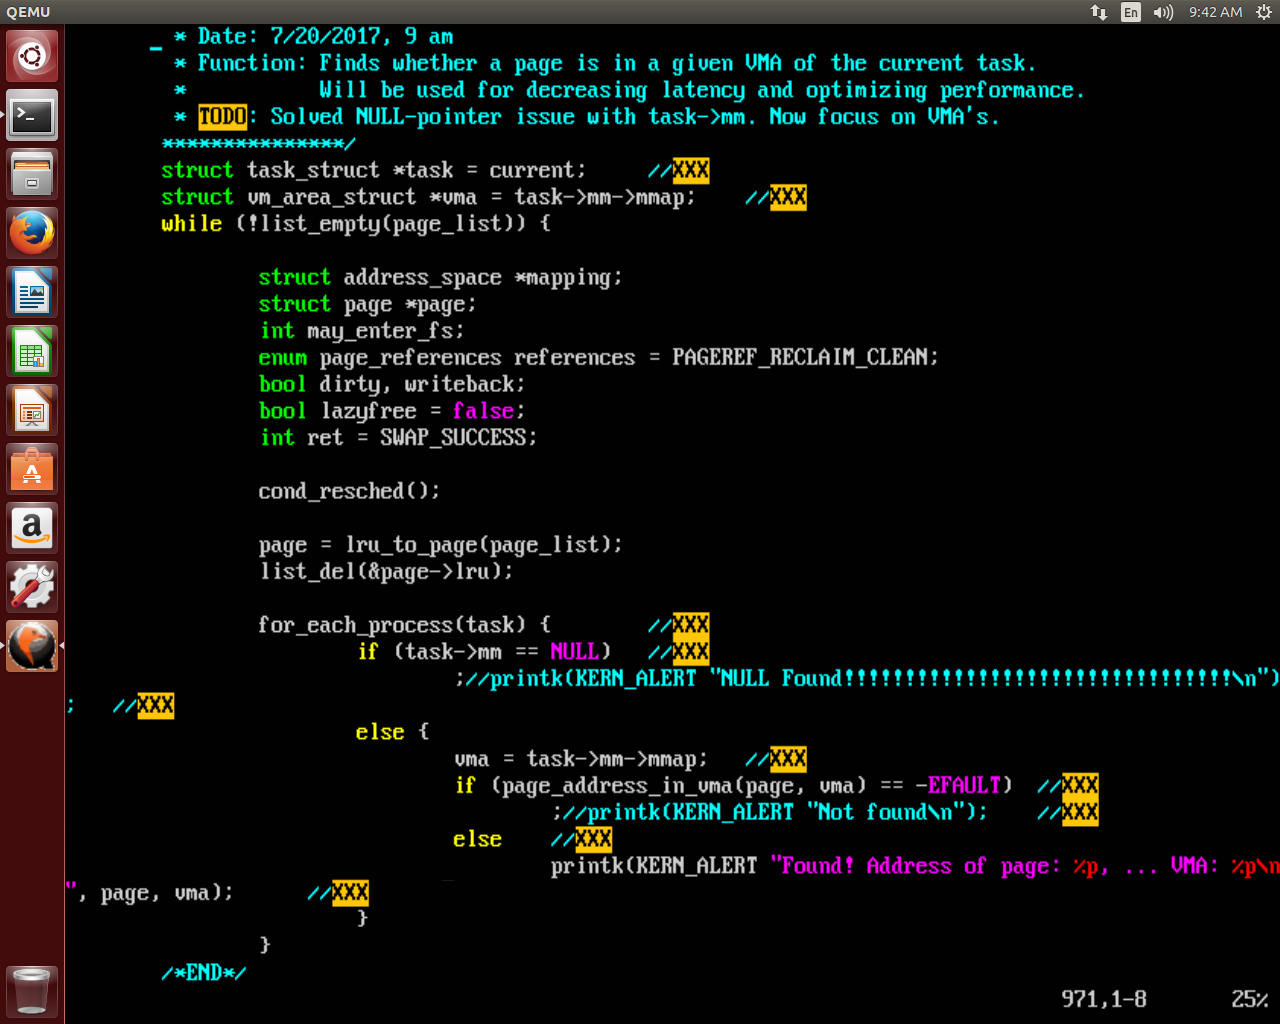 QEMU
En
9:42 AM
* Date: 7/20/2017, 9 am
* Function: Finds whether a page is in a given VMA of the current task.
* Will be used for decreasing latency and optimizing performance.
* TODO: Solved NULL-pointer issue with task->mm. Now focus on VMA's.
***************/
struct task_struct *task = current; //XXX
struct vm_area_struct *vma = task->mm->mmap; //XXX
while (!list_empty(page_list)) {
struct address_space *mapping;
struct page *page;
int may_enter_fs;
enum page_references references = PAGEREF_RECLAIM_CLEAN;
bool dirty, writeback;
bool lazyfree = false;
int ret = SWAP_SUCCESS;
cond_resched();
page = lru_to_page(page_list);
list_del(&page->lru);
for_each_process(task) { //XXX
if (task->mm == NULL) //XXX
;//printk(KERN_ALERT "NULL Found!!!!!!!!!!!!!!!!!!!!!!!!!!!!!!!!\n")
; //XXX
else {
vma = task->mm->mmap; //XXX
if (page_address_in_vma(page, vma) == -EFAULT) //XXX
;//printk(KERN_ALERT "Not found\n"); //XXX
else //XXX
printk(KERN_ALERT "Found! Address of page: %p, ... VMA: %p\n
", page, vma); //XXX
}
}
/*END*/
971,1-8 25%